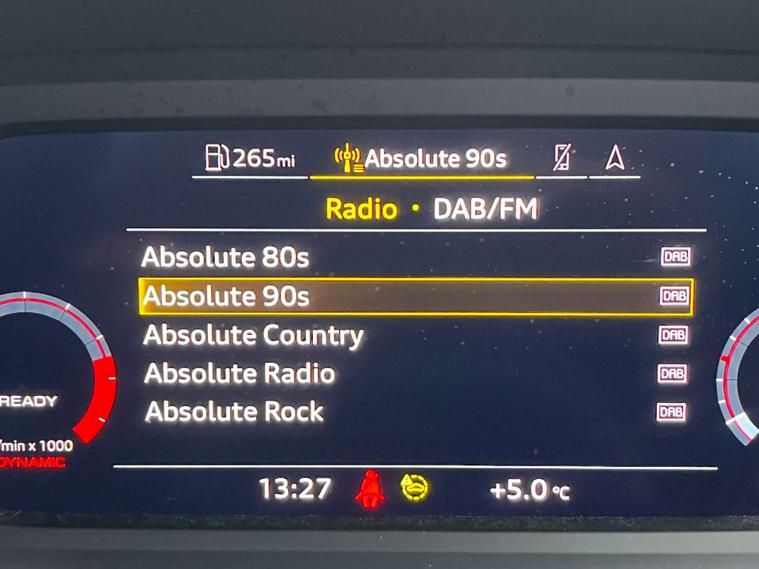 265mi Absolute 90s
Radio • DAB/FM
Absolute 80s DAB
Absolute 90s DAB
Absolute Country DAB
Absolute Radio DAB
Absolute Rock DAB
READY
/min x 1000
DYNAMIC
13:27 +5.0 °C